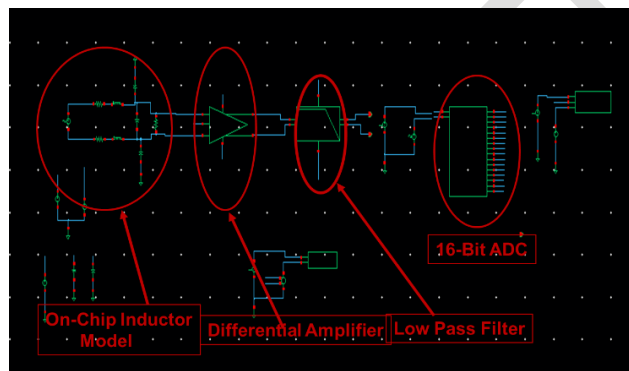 16-Bit ADC
On-Chip Inductor
Model
Differential Amplifier
Low Pass Filter